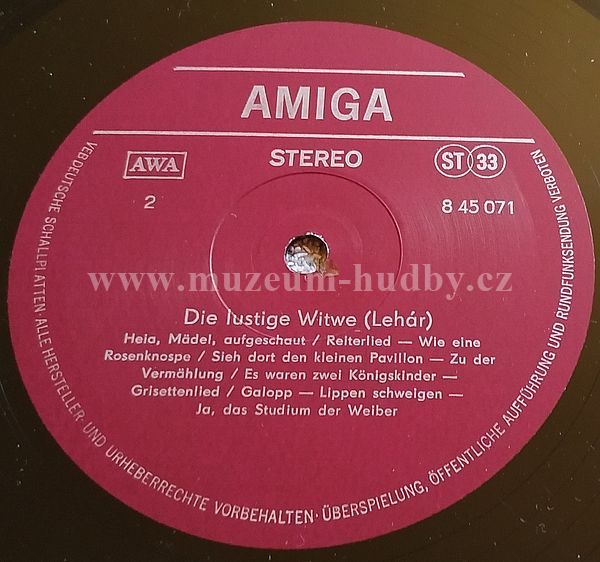 AMIGA
AWA
STEREO
ST 33
2
8 45 071
www.muzeum-hudby.cz
Die lustige Witwe (Lehár)
Heia, Mädel, aufgeschaut / Reiterlied — Wie eine
Rosenknospe / Sieh dort den kleinen Pavillon — Zu der
Vermählung / Es waren zwei Königskinder —
Grisettenlied / Galopp — Lippen schweigen —
Ja, das Studium der Weiber
VEB DEUTSCHE SCHALLPLATTEN · ALLE HERSTELLER- UND URHEBERRECHTE VORBEHALTEN · ÜBERSPIELUNG, ÖFFENTLICHE AUFFÜHRUNG UND RUNDFUNKSENDUNG VERBOTEN